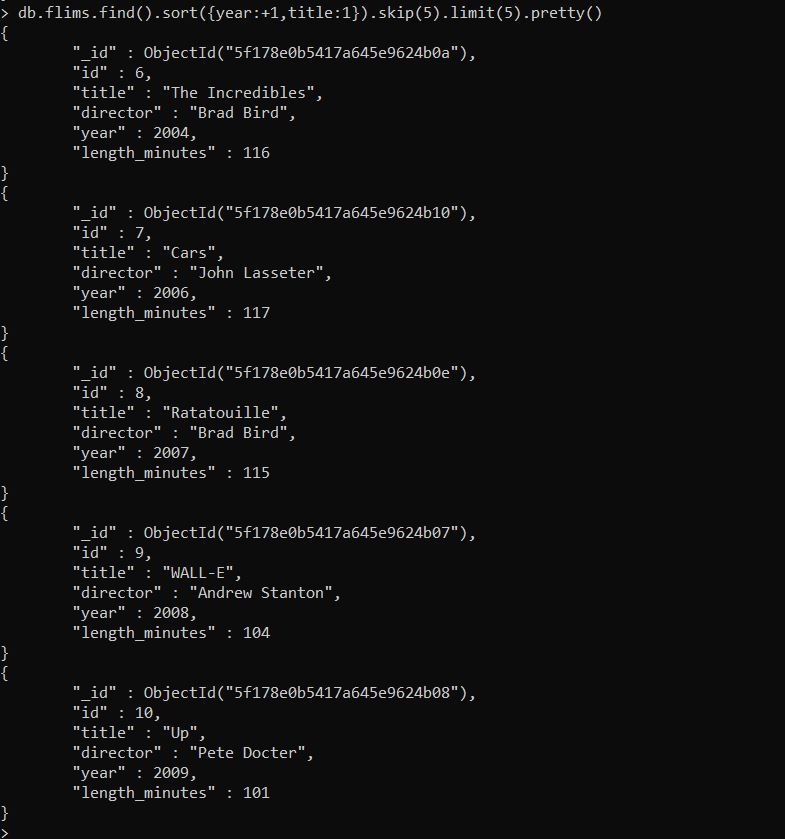 > db.flims.find().sort({year:+1,title:1}).skip(5).limit(5).pretty()
{
        "_id" : ObjectId("5f178e0b5417a645e9624b0a"),
        "id" : 6,
        "title" : "The Incredibles",
        "director" : "Brad Bird",
        "year" : 2004,
        "length_minutes" : 116
}
{
        "_id" : ObjectId("5f178e0b5417a645e9624b10"),
        "id" : 7,
        "title" : "Cars",
        "director" : "John Lasseter",
        "year" : 2006,
        "length_minutes" : 117
}
{
        "_id" : ObjectId("5f178e0b5417a645e9624b0e"),
        "id" : 8,
        "title" : "Ratatouille",
        "director" : "Brad Bird",
        "year" : 2007,
        "length_minutes" : 115
}
{
        "_id" : ObjectId("5f178e0b5417a645e9624b07"),
        "id" : 9,
        "title" : "WALL-E",
        "director" : "Andrew Stanton",
        "year" : 2008,
        "length_minutes" : 104
}
{
        "_id" : ObjectId("5f178e0b5417a645e9624b08"),
        "id" : 10,
        "title" : "Up",
        "director" : "Pete Docter",
        "year" : 2009,
        "length_minutes" : 101
}
>